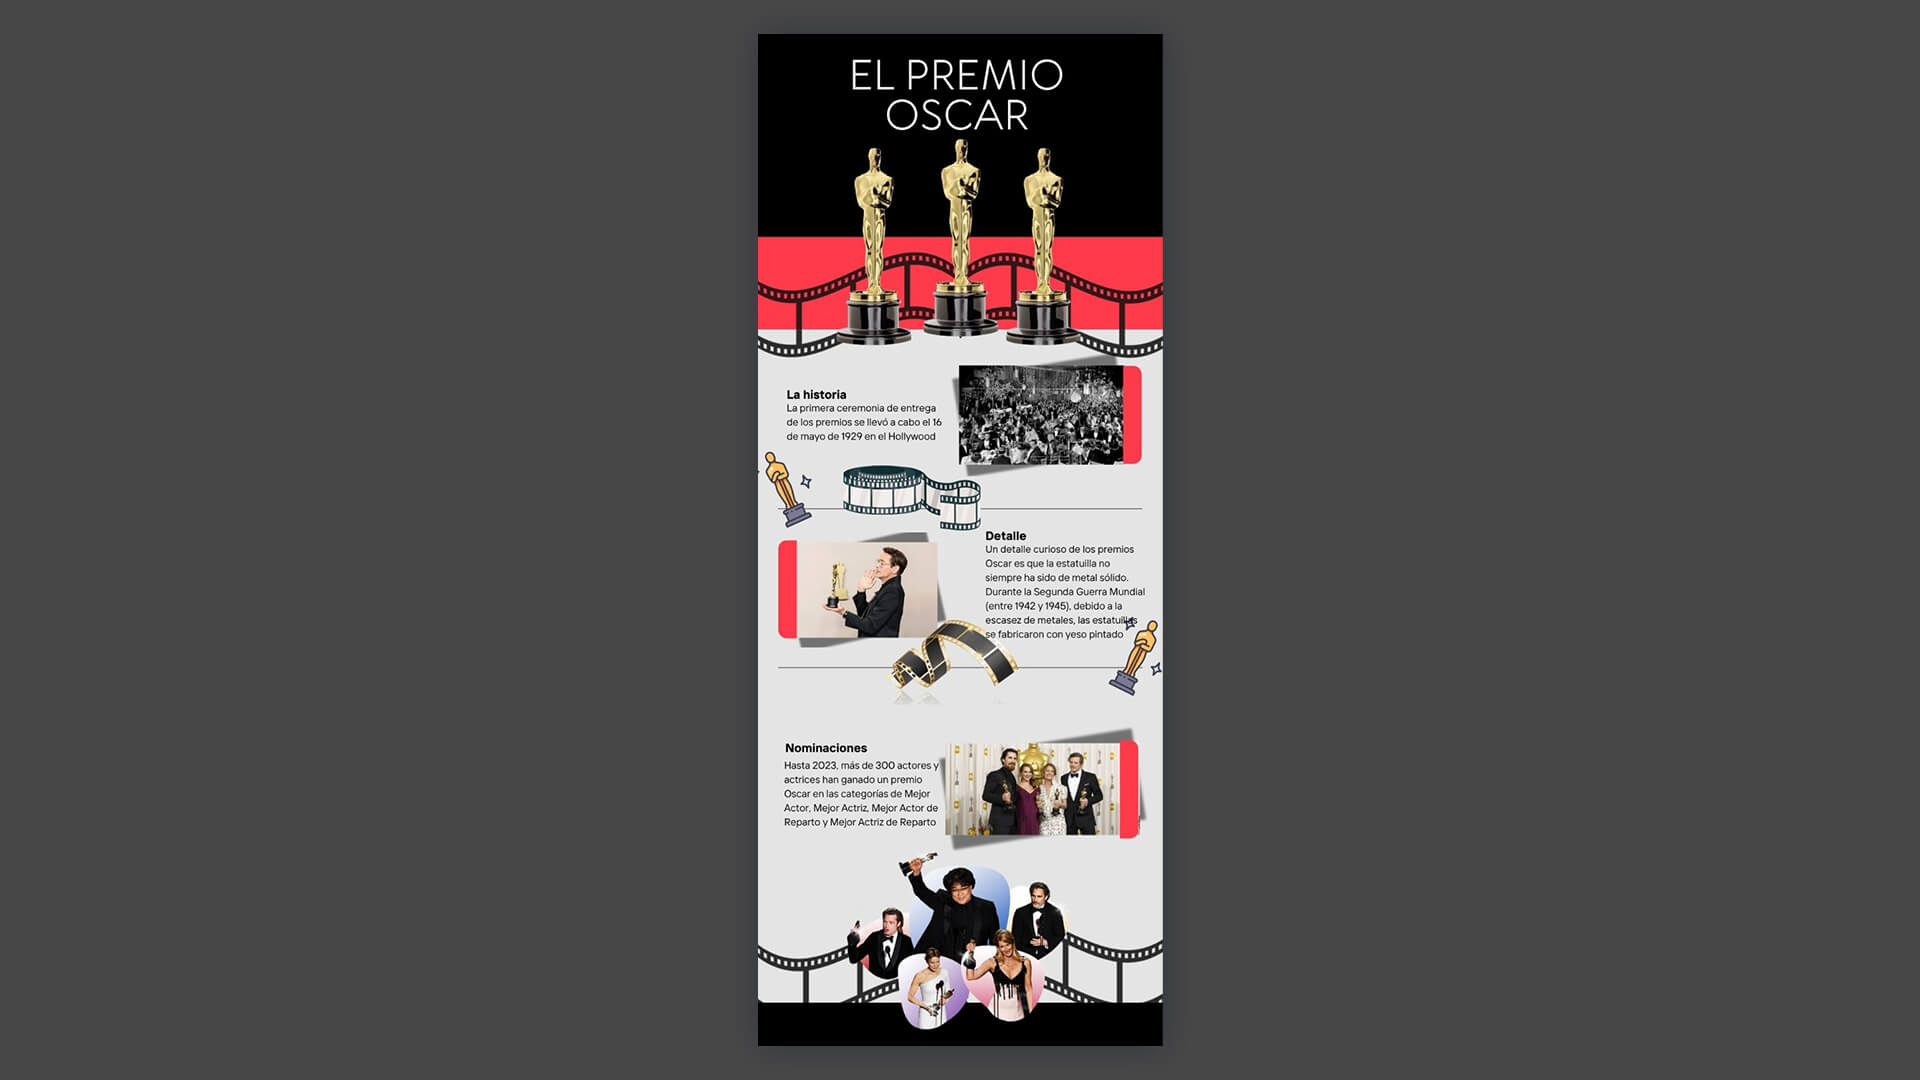 EL PREMIO
OSCAR
La historia
La primera ceremonia de entrega
de los premios se llevó a cabo el 16
de mayo de 1929 en el Hollywood
Detalle
Un detalle curioso de los premios
Oscar es que la estatuilla no
siempre ha sido de metal sólido.
Durante la Segunda Guerra Mundial
(entre 1942 y 1945), debido a la
escasez de metales, las estatuillas
se fabricaron con yeso pintado
Nominaciones
Hasta 2023, más de 300 actores y
actrices han ganado un premio
Oscar en las categorías de Mejor
Actor, Mejor Actriz, Mejor Actor de
Reparto y Mejor Actriz de Reparto